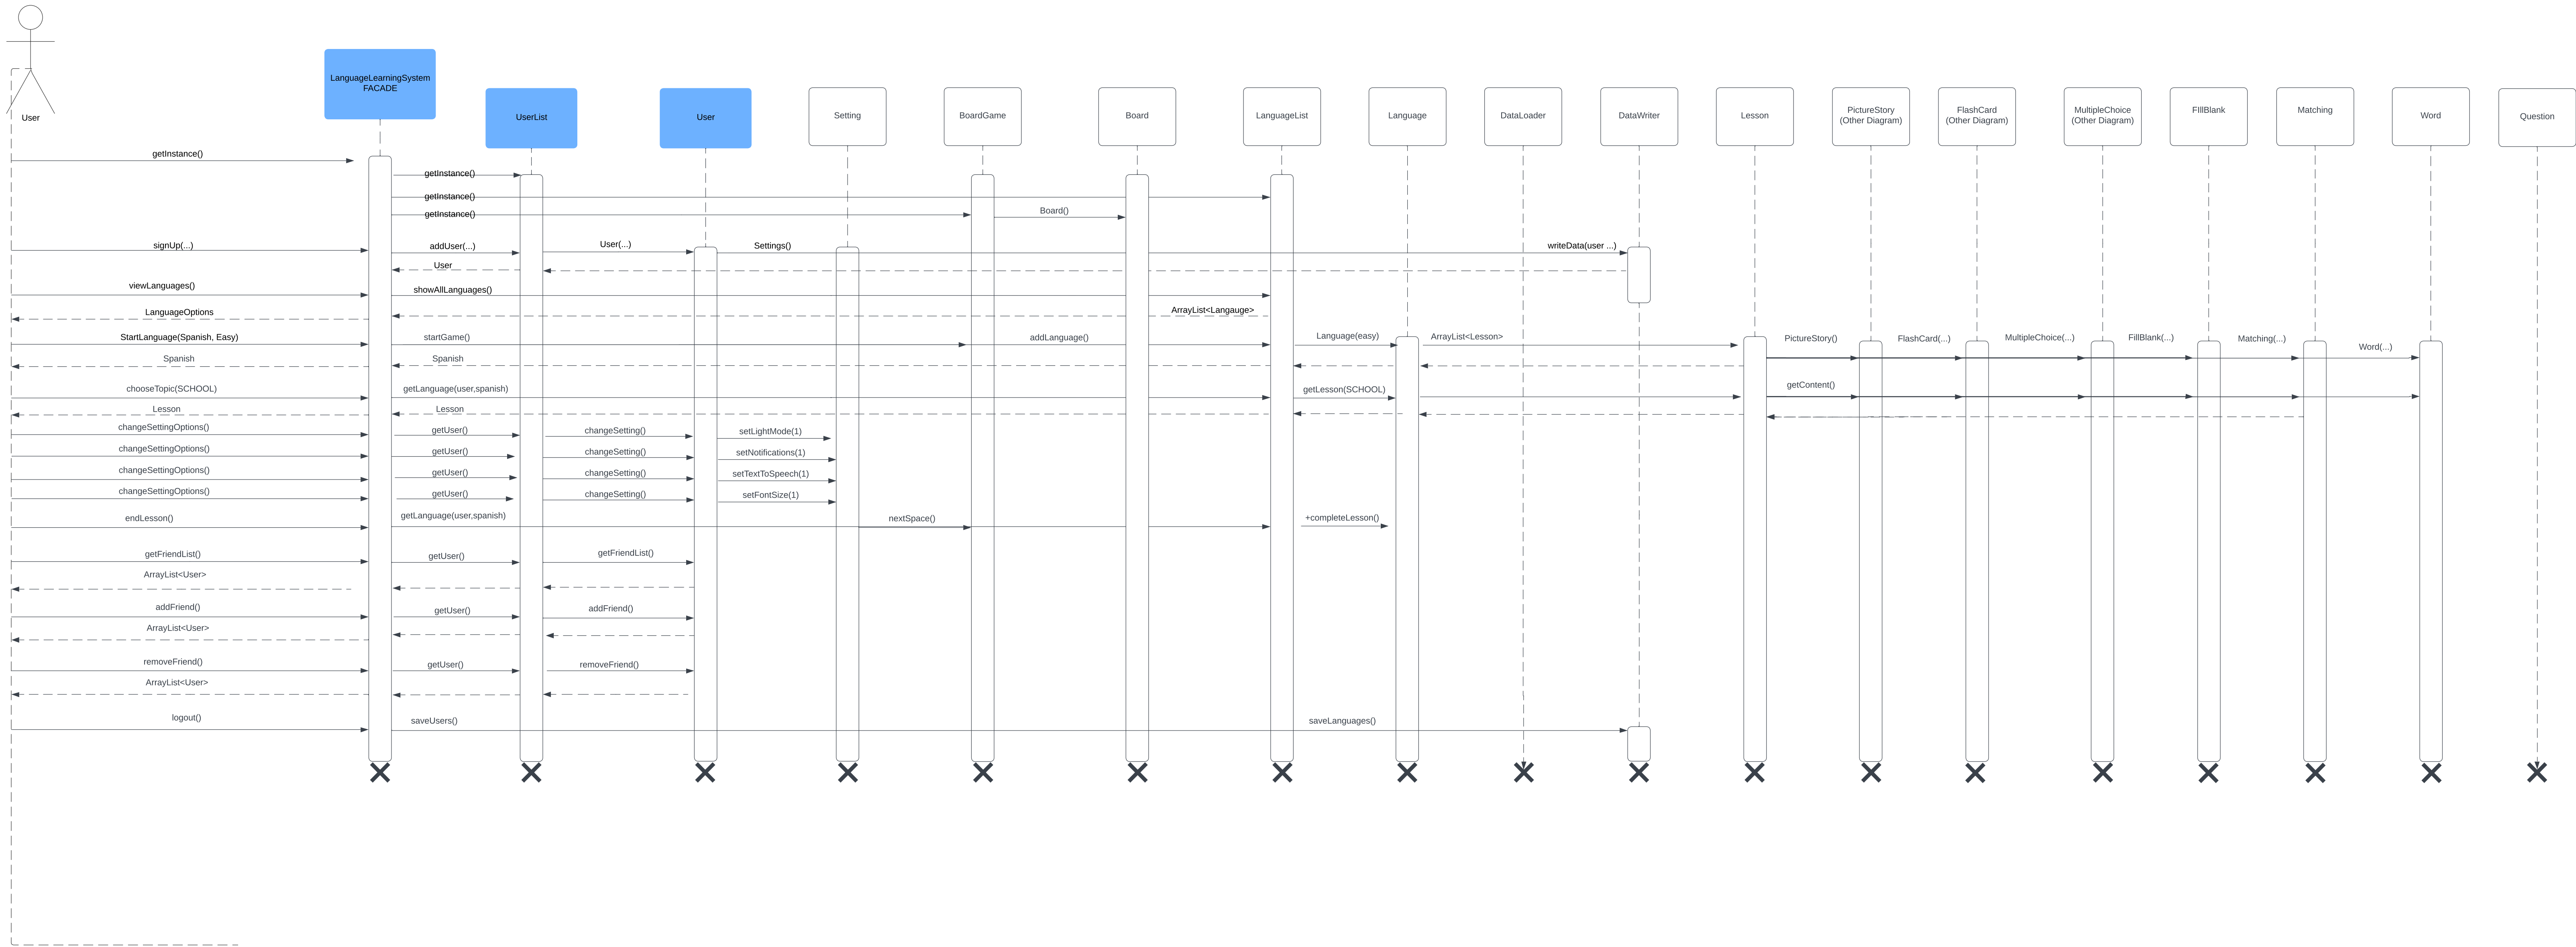 User
LanguageLearningSystem
FACADE
UserList
User
Setting
BoardGame
Board
LanguageList
Language
DataLoader
DataWriter
Lesson
PictureStory
(Other Diagram)
FlashCard
(Other Diagram)
MultipleChoice
(Other Diagram)
FIllBlank
Matching
Word
Question
getInstance()
getInstance()
getInstance()
getInstance()
Board()
signUp(...)
addUser(...)
User(...)
Settings()
writeData(user ...)
User
viewLanguages()
showAllLanguages()
LanguageOptions
ArrayList<Langauge>
StartLanguage(Spanish, Easy)
startGame()
addLanguage()
Language(easy)
ArrayList<Lesson>
PictureStory()
FlashCard(...)
MultipleChoice(...)
FillBlank(...)
Matching(...)
Word(...)
Spanish
Spanish
chooseTopic(SCHOOL)
getLanguage(user,spanish)
getLesson(SCHOOL)
getContent()
Lesson
Lesson
changeSettingOptions()
getUser()
changeSetting()
setLightMode(1)
changeSettingOptions()
getUser()
changeSetting()
setNotifications(1)
changeSettingOptions()
getUser()
changeSetting()
setTextToSpeech(1)
changeSettingOptions()
getUser()
changeSetting()
setFontSize(1)
endLesson()
getLanguage(user,spanish)
nextSpace()
+completeLesson()
getFriendList()
getUser()
getFriendList()
ArrayList<User>
addFriend()
getUser()
addFriend()
ArrayList<User>
removeFriend()
getUser()
removeFriend()
ArrayList<User>
logout()
saveUsers()
saveLanguages()